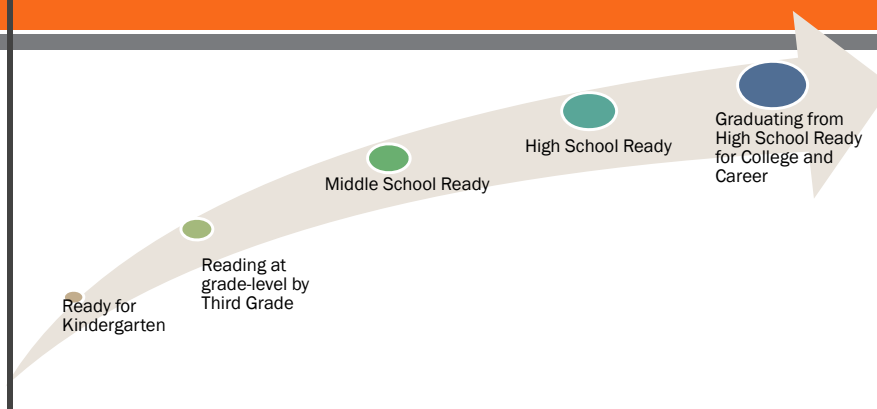 Ready for
Kindergarten
Reading at
grade-level by
Third Grade
Middle School Ready
High School Ready
Graduating from
High School Ready
for College and
Career